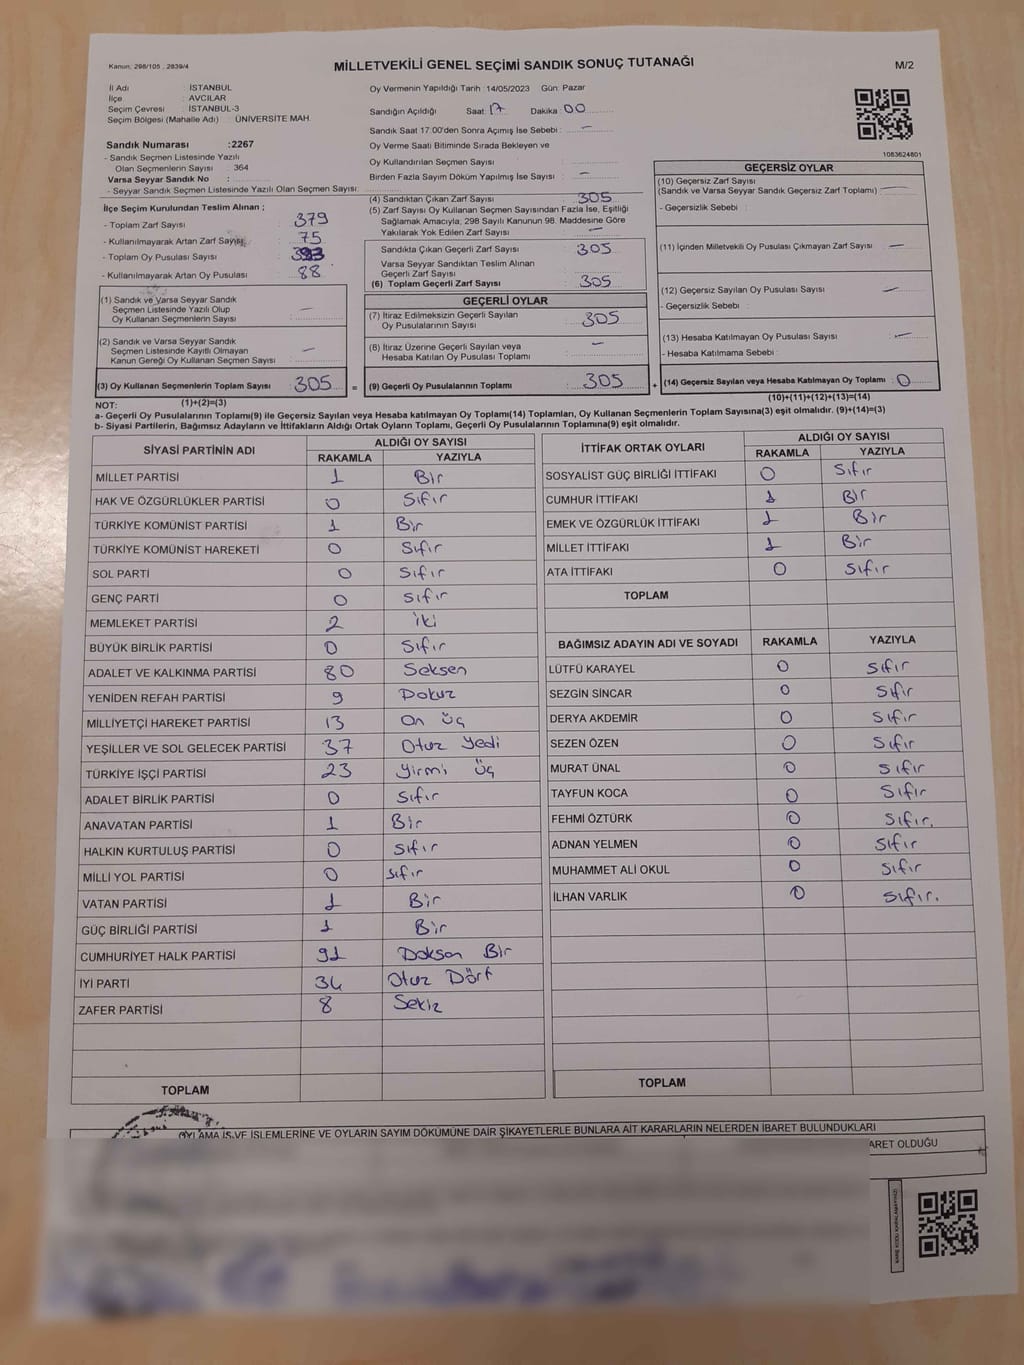 Kanun: 298/105 , 2839/4
MİLLETVEKİLİ GENEL SEÇİMİ SANDIK SONUÇ TUTANAĞI
M/2
İl Adı : İSTANBUL
İlçe : AVCILAR
Seçim Çevresi : İSTANBUL-3
Seçim Bölgesi (Mahalle Adı) : ÜNİVERSİTE MAH.
Sandık Numarası :2267
- Sandık Seçmen Listesinde Yazılı
Olan Seçmenlerin Sayısı : 364
Varsa Seyyar Sandık No :
- Seyyar Sandık Seçmen Listesinde Yazılı Olan Seçmen Sayısı:
Oy Vermenin Yapıldığı Tarih : 14/05/2023 Gün: Pazar
Sandığın Açıldığı Saat: 17 Dakika : 00
Sandık Saat 17:00'den Sonra Açımış İse Sebebi : —
Oy Verme Saati Bitiminde Sırada Bekleyen ve
Oy Kullandırılan Seçmen Sayısı :
Birden Fazla Sayım Döküm Yapılmış İse Sayısı : —
1083624801
İlçe Seçim Kurulundan Teslim Alınan ;
- Toplam Zarf Sayısı : 379
- Kullanılmayarak Artan Zarf Sayısı : 75
- Toplam Oy Pusulası Sayısı : 393
- Kullanılmayarak Artan Oy Pusulası : 88
(4) Sandıktan Çıkan Zarf Sayısı : 305
(5) Zarf Sayısı Oy Kullanan Seçmen Sayısından Fazla İse, Eşitliği
Sağlamak Amacıyla; 298 Sayılı Kanunun 98. Maddesine Göre
Yakılarak Yok Edilen Zarf Sayısı : —
Sandıkta Çıkan Geçerli Zarf Sayısı : 305
Varsa Seyyar Sandıktan Teslim Alınan
Geçerli Zarf Sayısı :
(6) Toplam Geçerli Zarf Sayısı : 305
GEÇERSİZ OYLAR
(10) Geçersiz Zarf Sayısı
(Sandık ve Varsa Seyyar Sandık Geçersiz Zarf Toplamı) : —
- Geçersizlik Sebebi :
(11) İçinden Milletvekili Oy Pusulası Çıkmayan Zarf Sayısı : —
(12) Geçersiz Sayılan Oy Pusulası Sayısı : —
- Geçersizlik Sebebi :
(13) Hesaba Katılmayan Oy Pusulası Sayısı : —
- Hesaba Katılmama Sebebi :
(14) Geçersiz Sayılan veya Hesaba Katılmayan Oy Toplamı : 0
(10)+(11)+(12)+(13)=(14)
(1) Sandık ve Varsa Seyyar Sandık
Seçmen Listesinde Yazılı Olup
Oy Kullanan Seçmenlerin Sayısı : —
(2) Sandık ve Varsa Seyyar Sandık
Seçmen Listesinde Kayıtlı Olmayan
Kanun Gereği Oy Kullanan Seçmen Sayısı : —
(3) Oy Kullanan Seçmenlerin Toplam Sayısı : 305 =
(1)+(2)=(3)
GEÇERLİ OYLAR
(7) İtiraz Edilmeksizin Geçerli Sayılan
Oy Pusulalarının Sayısı : 305
(8) İtiraz Üzerine Geçerli Sayılan veya
Hesaba Katılan Oy Pusulası Toplamı : —
(9) Geçerli Oy Pusulalarının Toplamı : 305 +
NOT:
a- Geçerli Oy Pusulalarının Toplamı(9) ile Geçersiz Sayılan veya Hesaba katılmayan Oy Toplamı(14) Toplamları, Oy Kullanan Seçmenlerin Toplam Sayısına(3) eşit olmalıdır. (9)+(14)=(3)
b- Siyasi Partilerin, Bağımsız Adayların ve İttifakların Aldığı Ortak Oyların Toplamı, Geçerli Oy Pusulalarının Toplamına(9) eşit olmalıdır.
SİYASİ PARTİNİN ADI ALDIĞI OY SAYISI
RAKAMLA YAZIYLA
MİLLET PARTİSİ 1 Bir
HAK VE ÖZGÜRLÜKLER PARTİSİ 0 Sıfır
TÜRKİYE KOMÜNİST PARTİSİ 1 Bir
TÜRKİYE KOMÜNİST HAREKETİ 0 Sıfır
SOL PARTİ 0 Sıfır
GENÇ PARTİ 0 Sıfır
MEMLEKET PARTİSİ 2 İki
BÜYÜK BİRLİK PARTİSİ 0 Sıfır
ADALET VE KALKINMA PARTİSİ 80 Seksen
YENİDEN REFAH PARTİSİ 9 Dokuz
MİLLİYETÇİ HAREKET PARTİSİ 13 On Üç
YEŞİLLER VE SOL GELECEK PARTİSİ 37 Otuz Yedi
TÜRKİYE İŞÇİ PARTİSİ 23 Yirmi Üç
ADALET BİRLİK PARTİSİ 0 Sıfır
ANAVATAN PARTİSİ 1 Bir
HALKIN KURTULUŞ PARTİSİ 0 Sıfır
MİLLİ YOL PARTİSİ 0 Sıfır
VATAN PARTİSİ 1 Bir
GÜÇ BİRLİĞİ PARTİSİ 1 Bir
CUMHURİYET HALK PARTİSİ 91 Doksan Bir
İYİ PARTİ 34 Otuz Dört
ZAFER PARTİSİ 8 Sekiz
TOPLAM
İTTİFAK ORTAK OYLARI ALDIĞI OY SAYISI
RAKAMLA YAZIYLA
SOSYALİST GÜÇ BİRLİĞİ İTTİFAKI 0 Sıfır
CUMHUR İTTİFAKI 1 Bir
EMEK VE ÖZGÜRLÜK İTTİFAKI 1 Bir
MİLLET İTTİFAKI 1 Bir
ATA İTTİFAKI 0 Sıfır
TOPLAM
BAĞIMSIZ ADAYIN ADI VE SOYADI RAKAMLA YAZIYLA
LÜTFÜ KARAYEL 0 Sıfır
SEZGİN SİNCAR 0 Sıfır
DERYA AKDEMİR 0 Sıfır
SEZEN ÖZEN 0 Sıfır
MURAT ÜNAL 0 Sıfır
TAYFUN KOCA 0 Sıfır
FEHMİ ÖZTÜRK 0 Sıfır.
ADNAN YELMEN 0 Sıfır
MUHAMMET ALİ OKUL 0 Sıfır
İLHAN VARLIK 0 Sıfır.
TOPLAM
OYLAMA İŞ VE İŞLEMLERİNE VE OYLARIN SAYIM DÖKÜMÜNE DAİR ŞİKAYETLERLE BUNLARA AİT KARARLARIN NELERDEN İBARET BULUNDUKLARI
ARET OLDUĞU